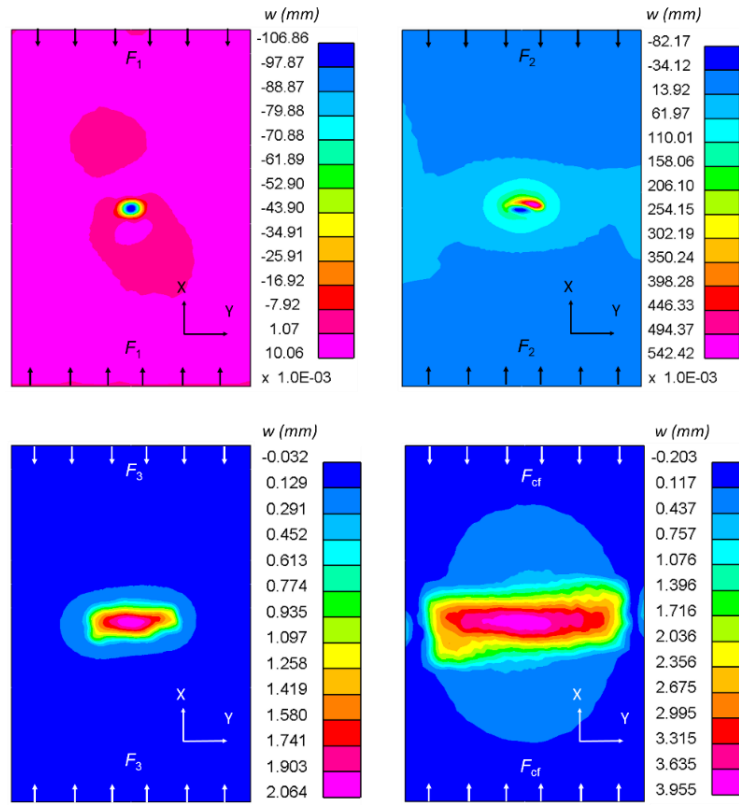 w (mm)
-106.86
-97.87
-88.87
-79.88
-70.88
-61.89
-52.90
-43.90
-34.91
-25.91
-16.92
-7.92
1.07
10.06
x 1.0E-03
F1
X
Y
F1
w (mm)
-82.17
-34.12
13.92
61.97
110.01
158.06
206.10
254.15
302.19
350.24
398.28
446.33
494.37
542.42
x 1.0E-03
F2
X
Y
F2
w (mm)
-0.032
0.129
0.291
0.452
0.613
0.774
0.935
1.097
1.258
1.419
1.580
1.741
1.903
2.064
F3
X
Y
F3
w (mm)
-0.203
0.117
0.437
0.757
1.076
1.396
1.716
2.036
2.356
2.675
2.995
3.315
3.635
3.955
Fcf
X
Y
Fcf